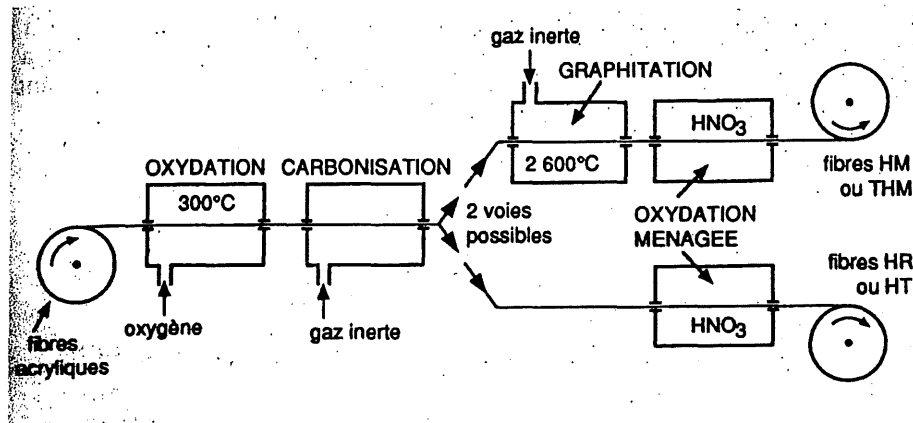 gaz inerte
GRAPHITATION
HNO3
2 600°C
fibres HM
ou THM
OXYDATION
300°C
CARBONISATION
2 voies
possibles
OXYDATION
MENAGEE
fibres HR
ou HT
HNO3
oxygène
gaz inerte
fibres
acryliques